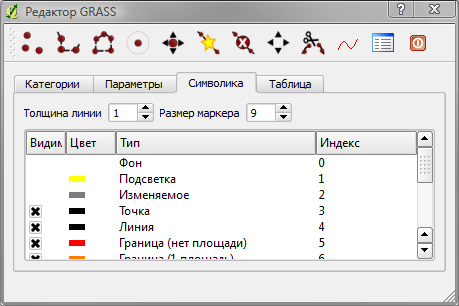 Редактор GRASS
Категории Параметры Символика Таблица
Толщина линии 1 Размер маркера 9
Видим Цвет Тип Индекс
Фон 0
Подсветка 1
Изменяемое 2
Точка 3
Линия 4
Граница (нет площади) 5
Граница (1 площадь) 6